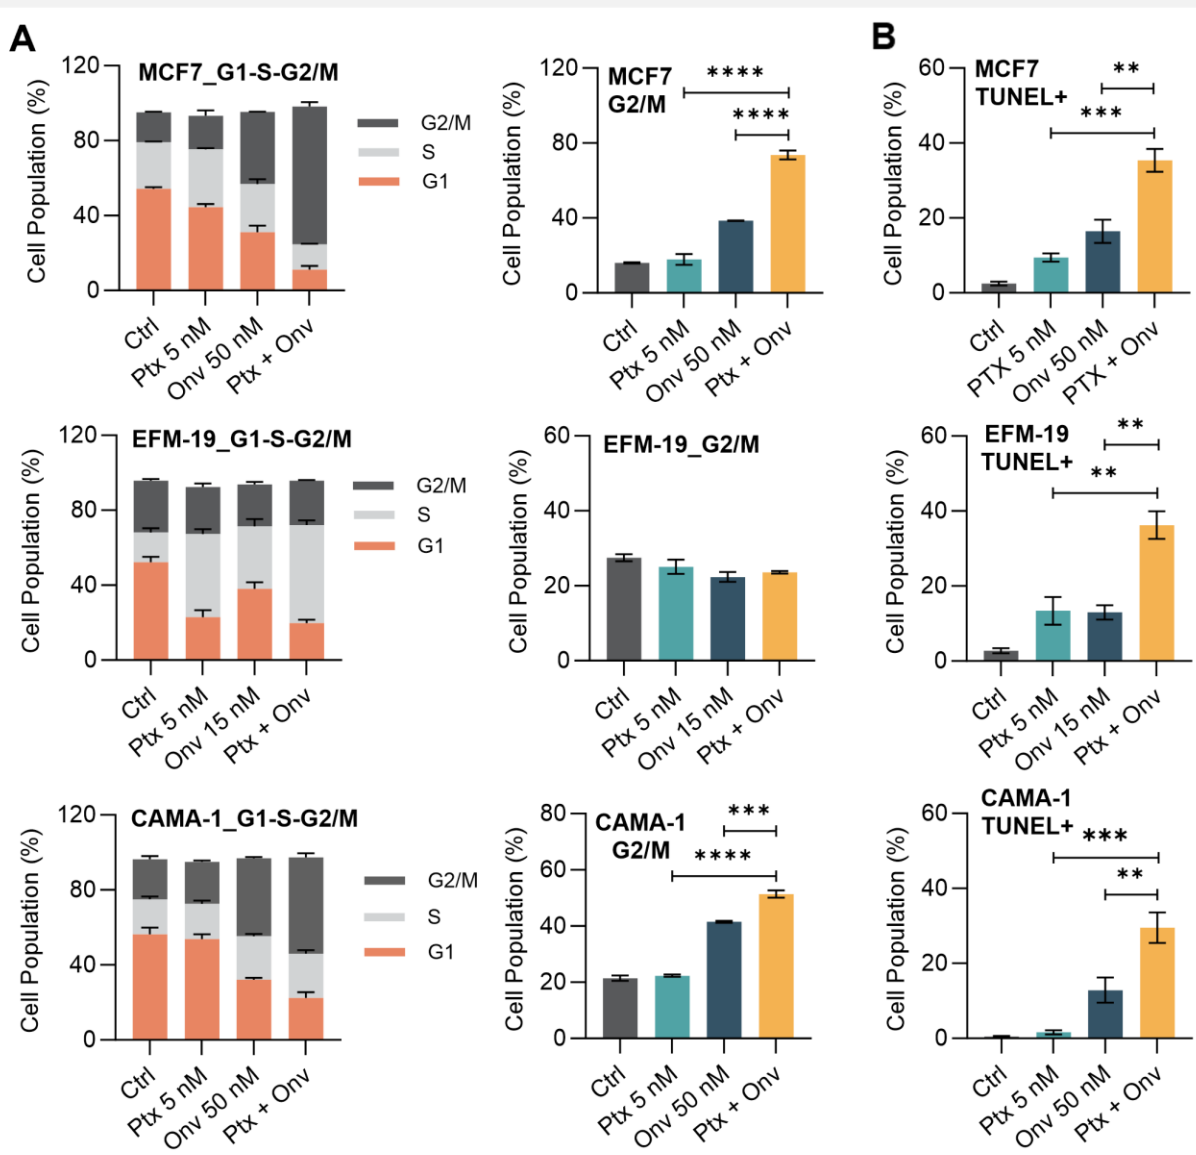 A
B
120
80
40
0
Cell Population (%)
MCF7_G1-S-G2/M
G2/M
S
G1
Ctrl
Ptx 5 nM
Onv 50 nM
Ptx + Onv
120
80
40
0
Cell Population (%)
MCF7
G2/M
****
****
Ctrl
Ptx 5 nM
Onv 50 nM
Ptx + Onv
60
40
20
0
Cell Population (%)
MCF7
TUNEL+
**
***
Ctrl
PTX 5 nM
Onv 50 nM
PTX + Onv
120
80
40
0
Cell Population (%)
EFM-19_G1-S-G2/M
G2/M
S
G1
Ctrl
Ptx 5 nM
Onv 15 nM
Ptx + Onv
60
40
20
0
Cell Population (%)
EFM-19_G2/M
Ctrl
Ptx 5 nM
Onv 15 nM
Ptx + Onv
60
40
20
0
Cell Population (%)
EFM-19
TUNEL+
**
**
Ctrl
Ptx 5 nM
Onv 15 nM
Ptx + Onv
120
80
40
0
Cell Population (%)
CAMA-1_G1-S-G2/M
G2/M
S
G1
Ctrl
Ptx 5 nM
Onv 50 nM
Ptx + Onv
80
60
40
20
0
Cell Population (%)
CAMA-1
G2/M
***
****
Ctrl
Ptx 5 nM
Onv 50 nM
Ptx + Onv
60
40
20
0
Cell Population (%)
CAMA-1
TUNEL+
***
**
Ctrl
Ptx 5 nM
Onv 50 nM
Ptx + Onv